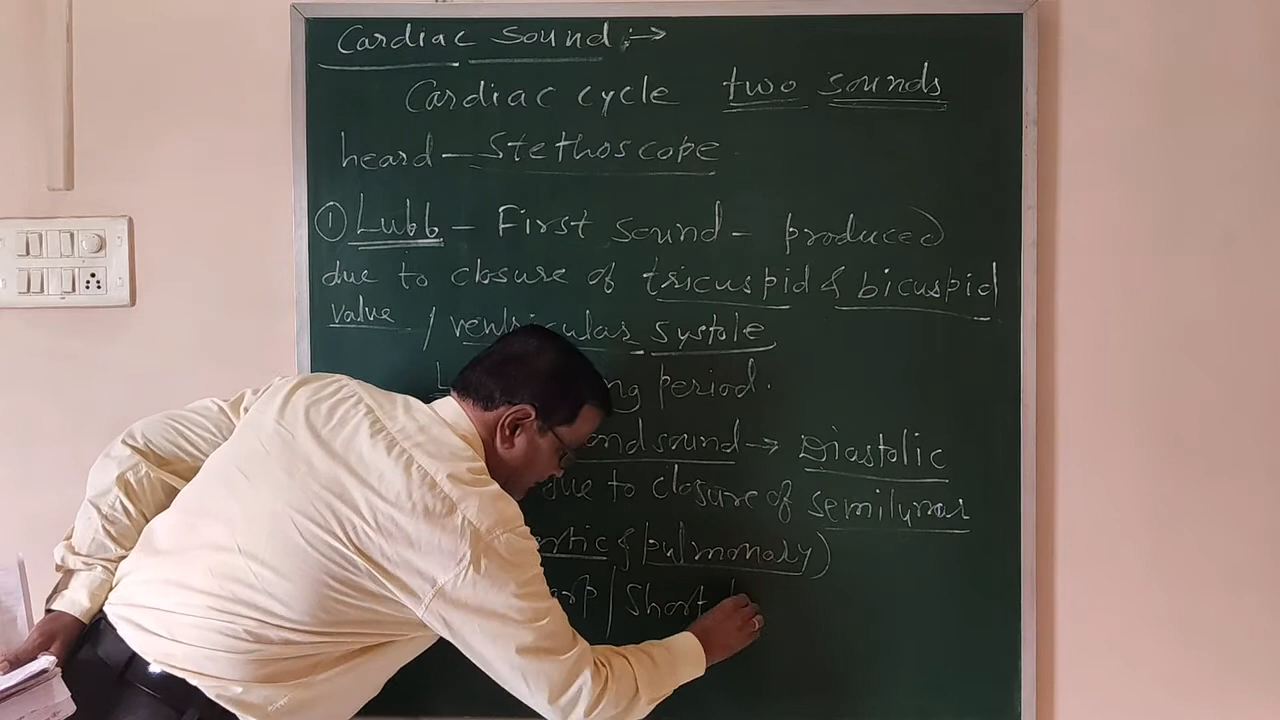 Cardiac sound :→
Cardiac cycle two sounds
heard — stethoscope
① Lubb - First sound - produced
due to closure of tricuspid & bicuspid
valve / ventricular systole
period.
sound → Diastolic
due to closure of semilunar
& pulmonary)
/ short